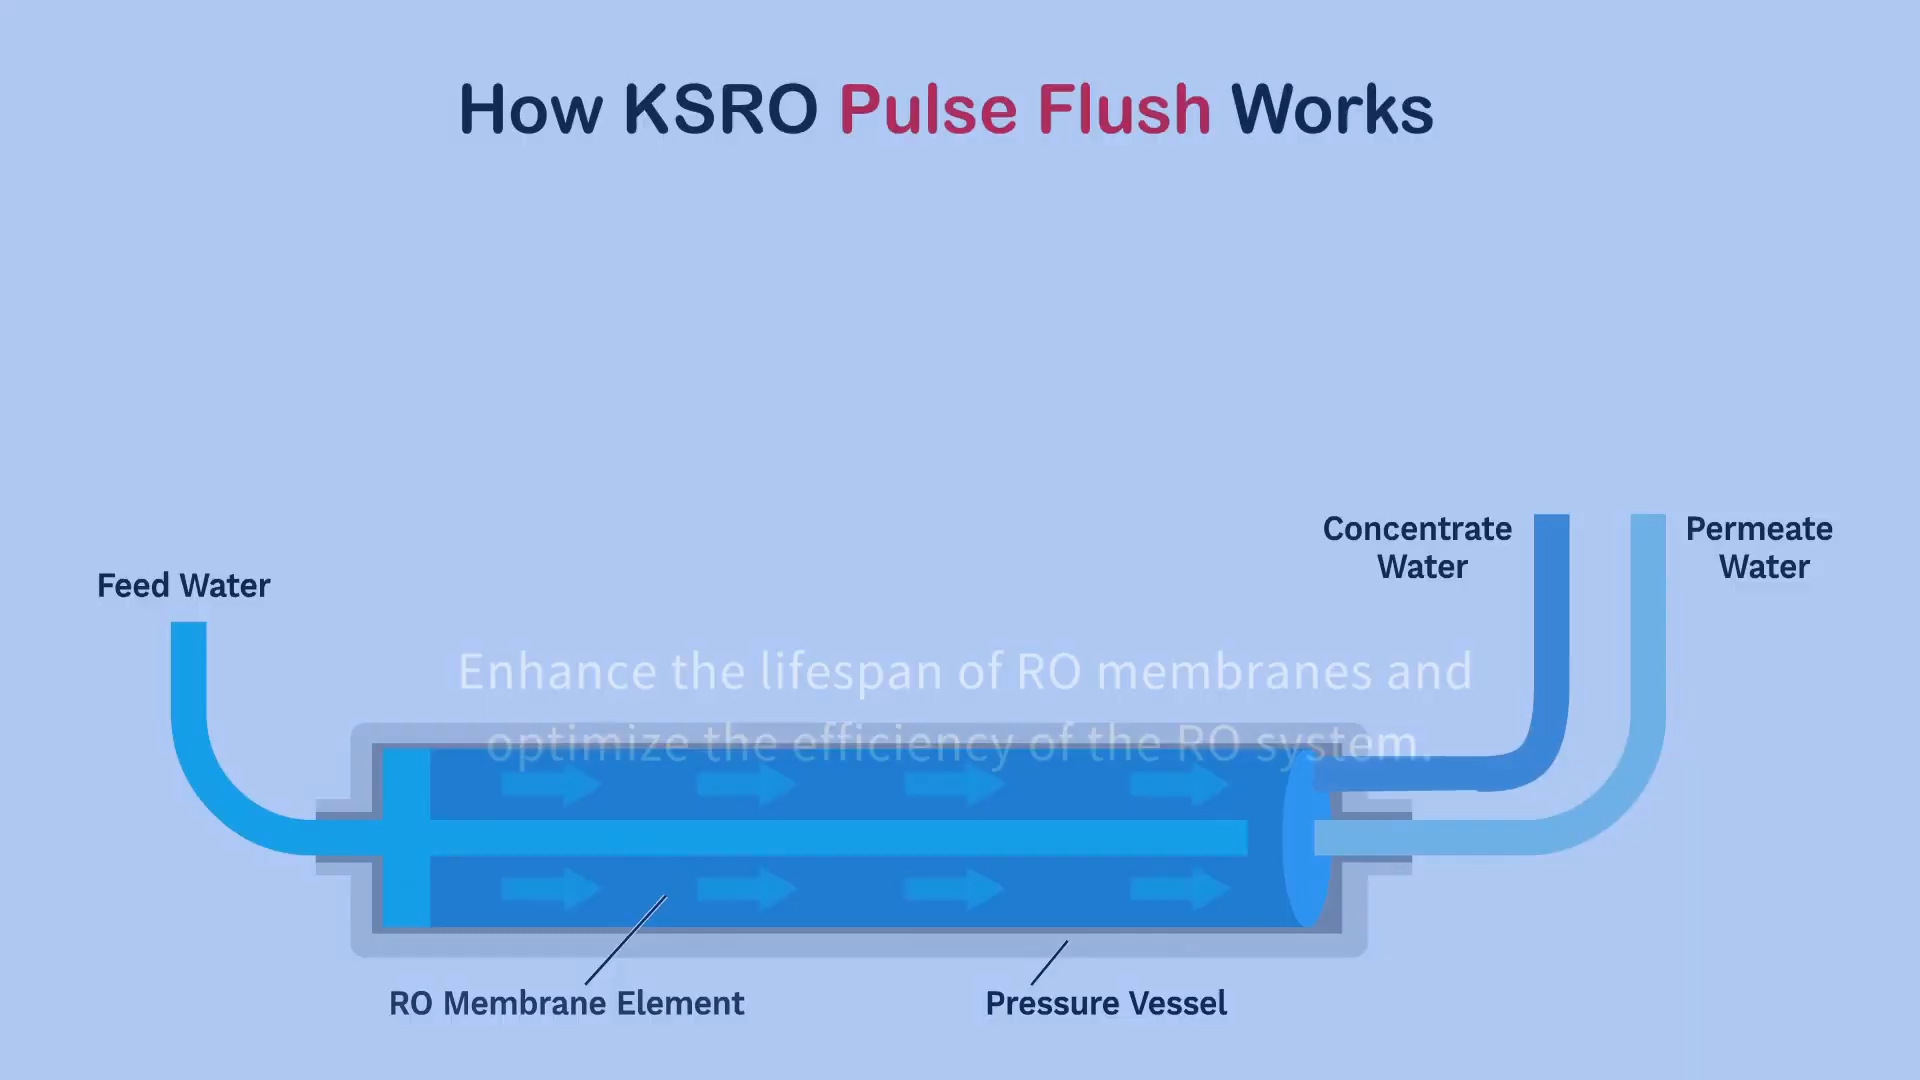 How KSRO Pulse Flush Works
Concentrate
Water
Permeate
Water
Feed Water
Enhance the lifespan of RO membranes and
optimize the efficiency of the RO system.
RO Membrane Element
Pressure Vessel